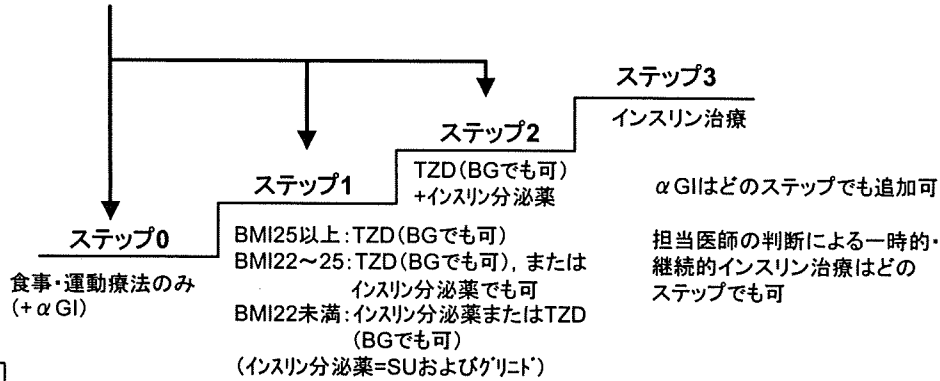 ステップ3
インスリン治療
ステップ2
TZD(BGでも可)
+インスリン分泌薬
αGIはどのステップでも追加可
担当医師の判断による一時的・
継続的インスリン治療はどの
ステップでも可
ステップ1
BMI25以上:TZD(BGでも可)
BMI22~25:TZD(BGでも可), または
インスリン分泌薬でも可
BMI22未満:インスリン分泌薬またはTZD
(BGでも可)
(インスリン分泌薬=SUおよびグリニド)
ステップ0
食事・運動療法のみ
(+αGI)